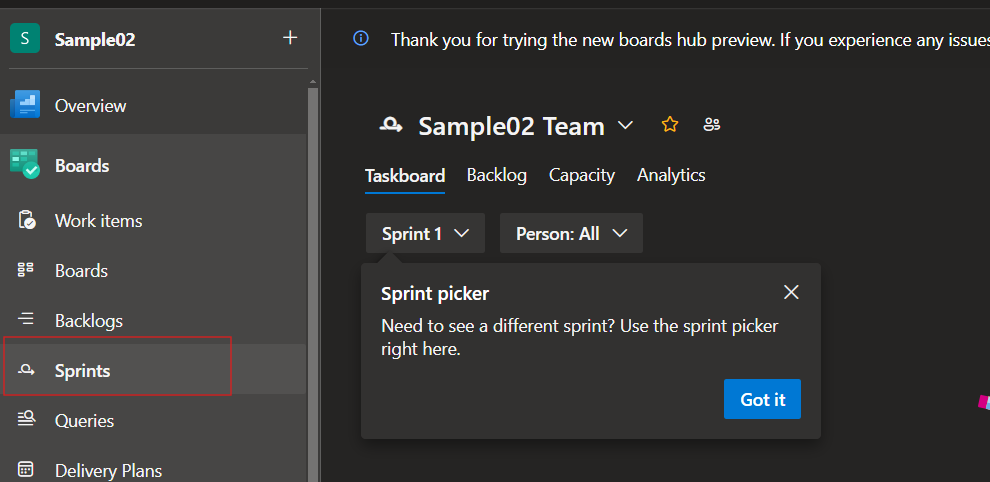 S
Sample02
Overview
Boards
Work items
Boards
Backlogs
Sprints
Queries
Delivery Plans
Thank you for trying the new boards hub preview. If you experience any issues
Sample02 Team
Taskboard Backlog Capacity Analytics
Sprint 1 Person: All
Sprint picker
Need to see a different sprint? Use the sprint picker
right here.
Got it